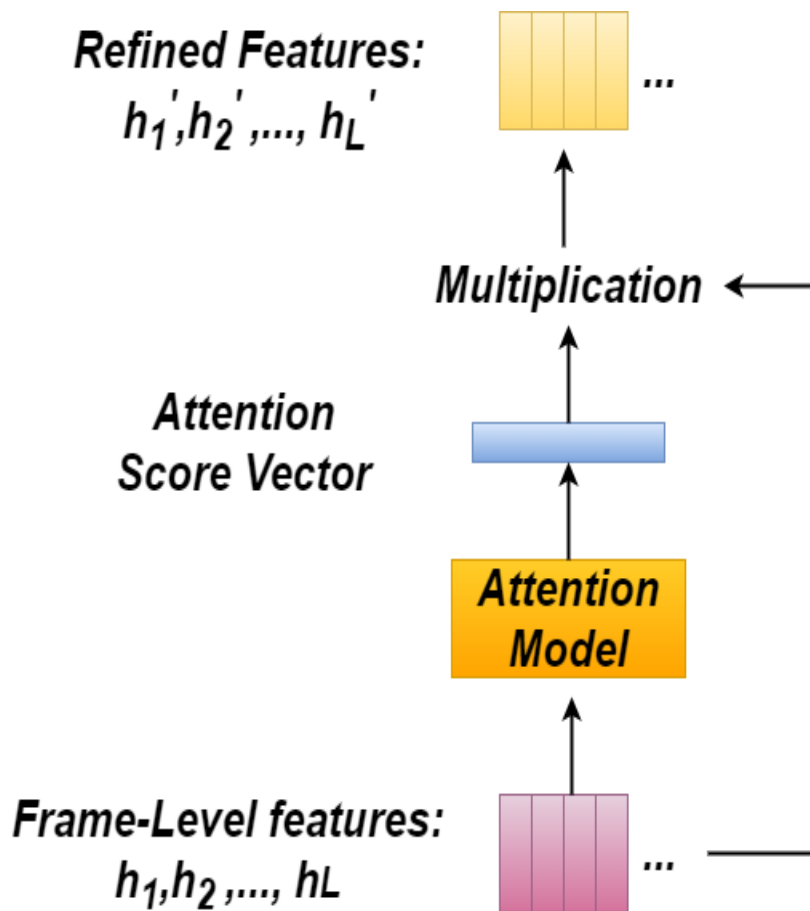 Refined Features:
h1',h2',..., hL'
...
Multiplication
Attention
Score Vector
Attention
Model
Frame-Level features:
h1,h2,..., hL
...